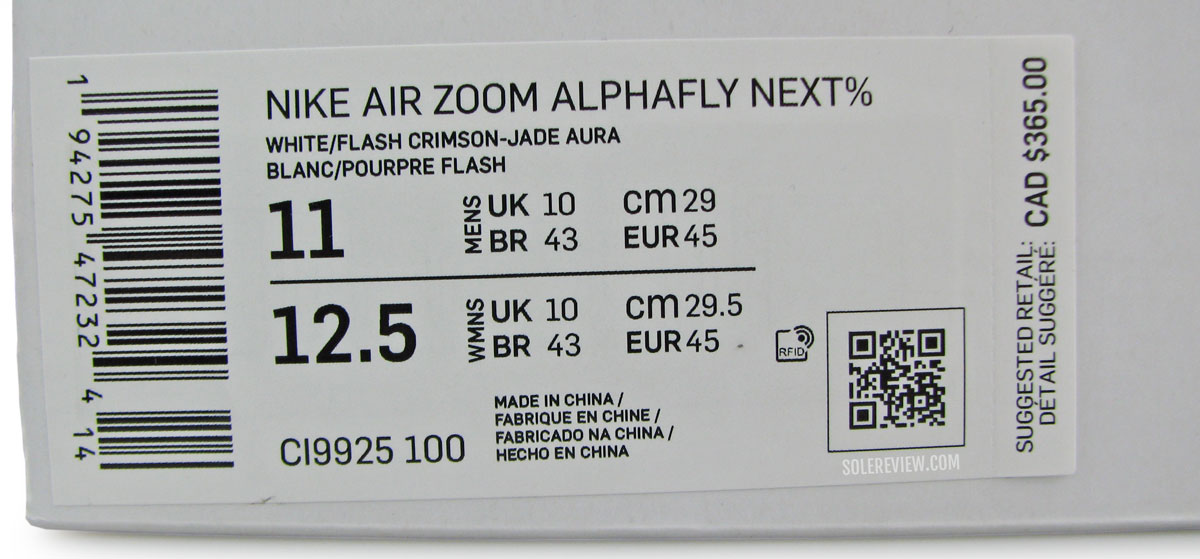 1 94275 47232 4 14
NIKE AIR ZOOM ALPHAFLY NEXT%
WHITE/FLASH CRIMSON-JADE AURA
BLANC/POURPRE FLASH
11
MENS
UK 10 cm 29
BR 43 EUR 45
12.5
WMNS
UK 10 cm 29.5
BR 43 EUR 45
CI9925 100
MADE IN CHINA /
FABRIQUE EN CHINE /
FABRICADO NA CHINA /
HECHO EN CHINA
RFID
SOLEREVIEW.COM
SUGGESTED RETAIL: CAD $365.00
DÉTAIL SUGGÉRÉ: